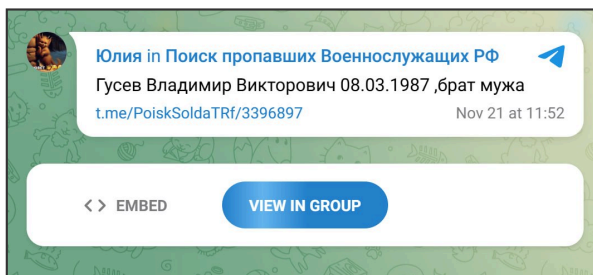 Юлия in Поиск пропавших Военнослужащих РФ
Гусев Владимир Викторович 08.03.1987 ,брат мужа
t.me/PoiskSoldaTRf/3396897 Nov 21 at 11:52
<> EMBED VIEW IN GROUP